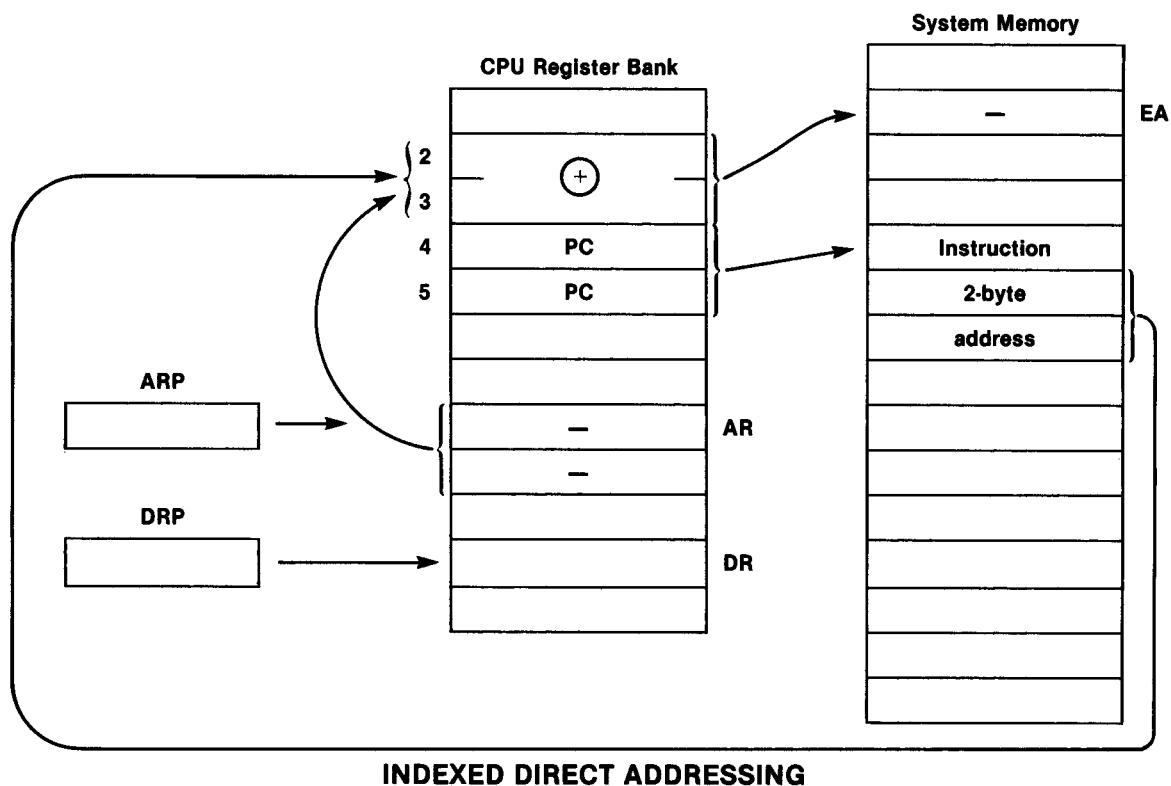 System Memory
CPU Register Bank
— EA
2
+
3
4 PC Instruction
5 PC 2-byte
address
ARP
— AR
—
DRP
DR
INDEXED DIRECT ADDRESSING